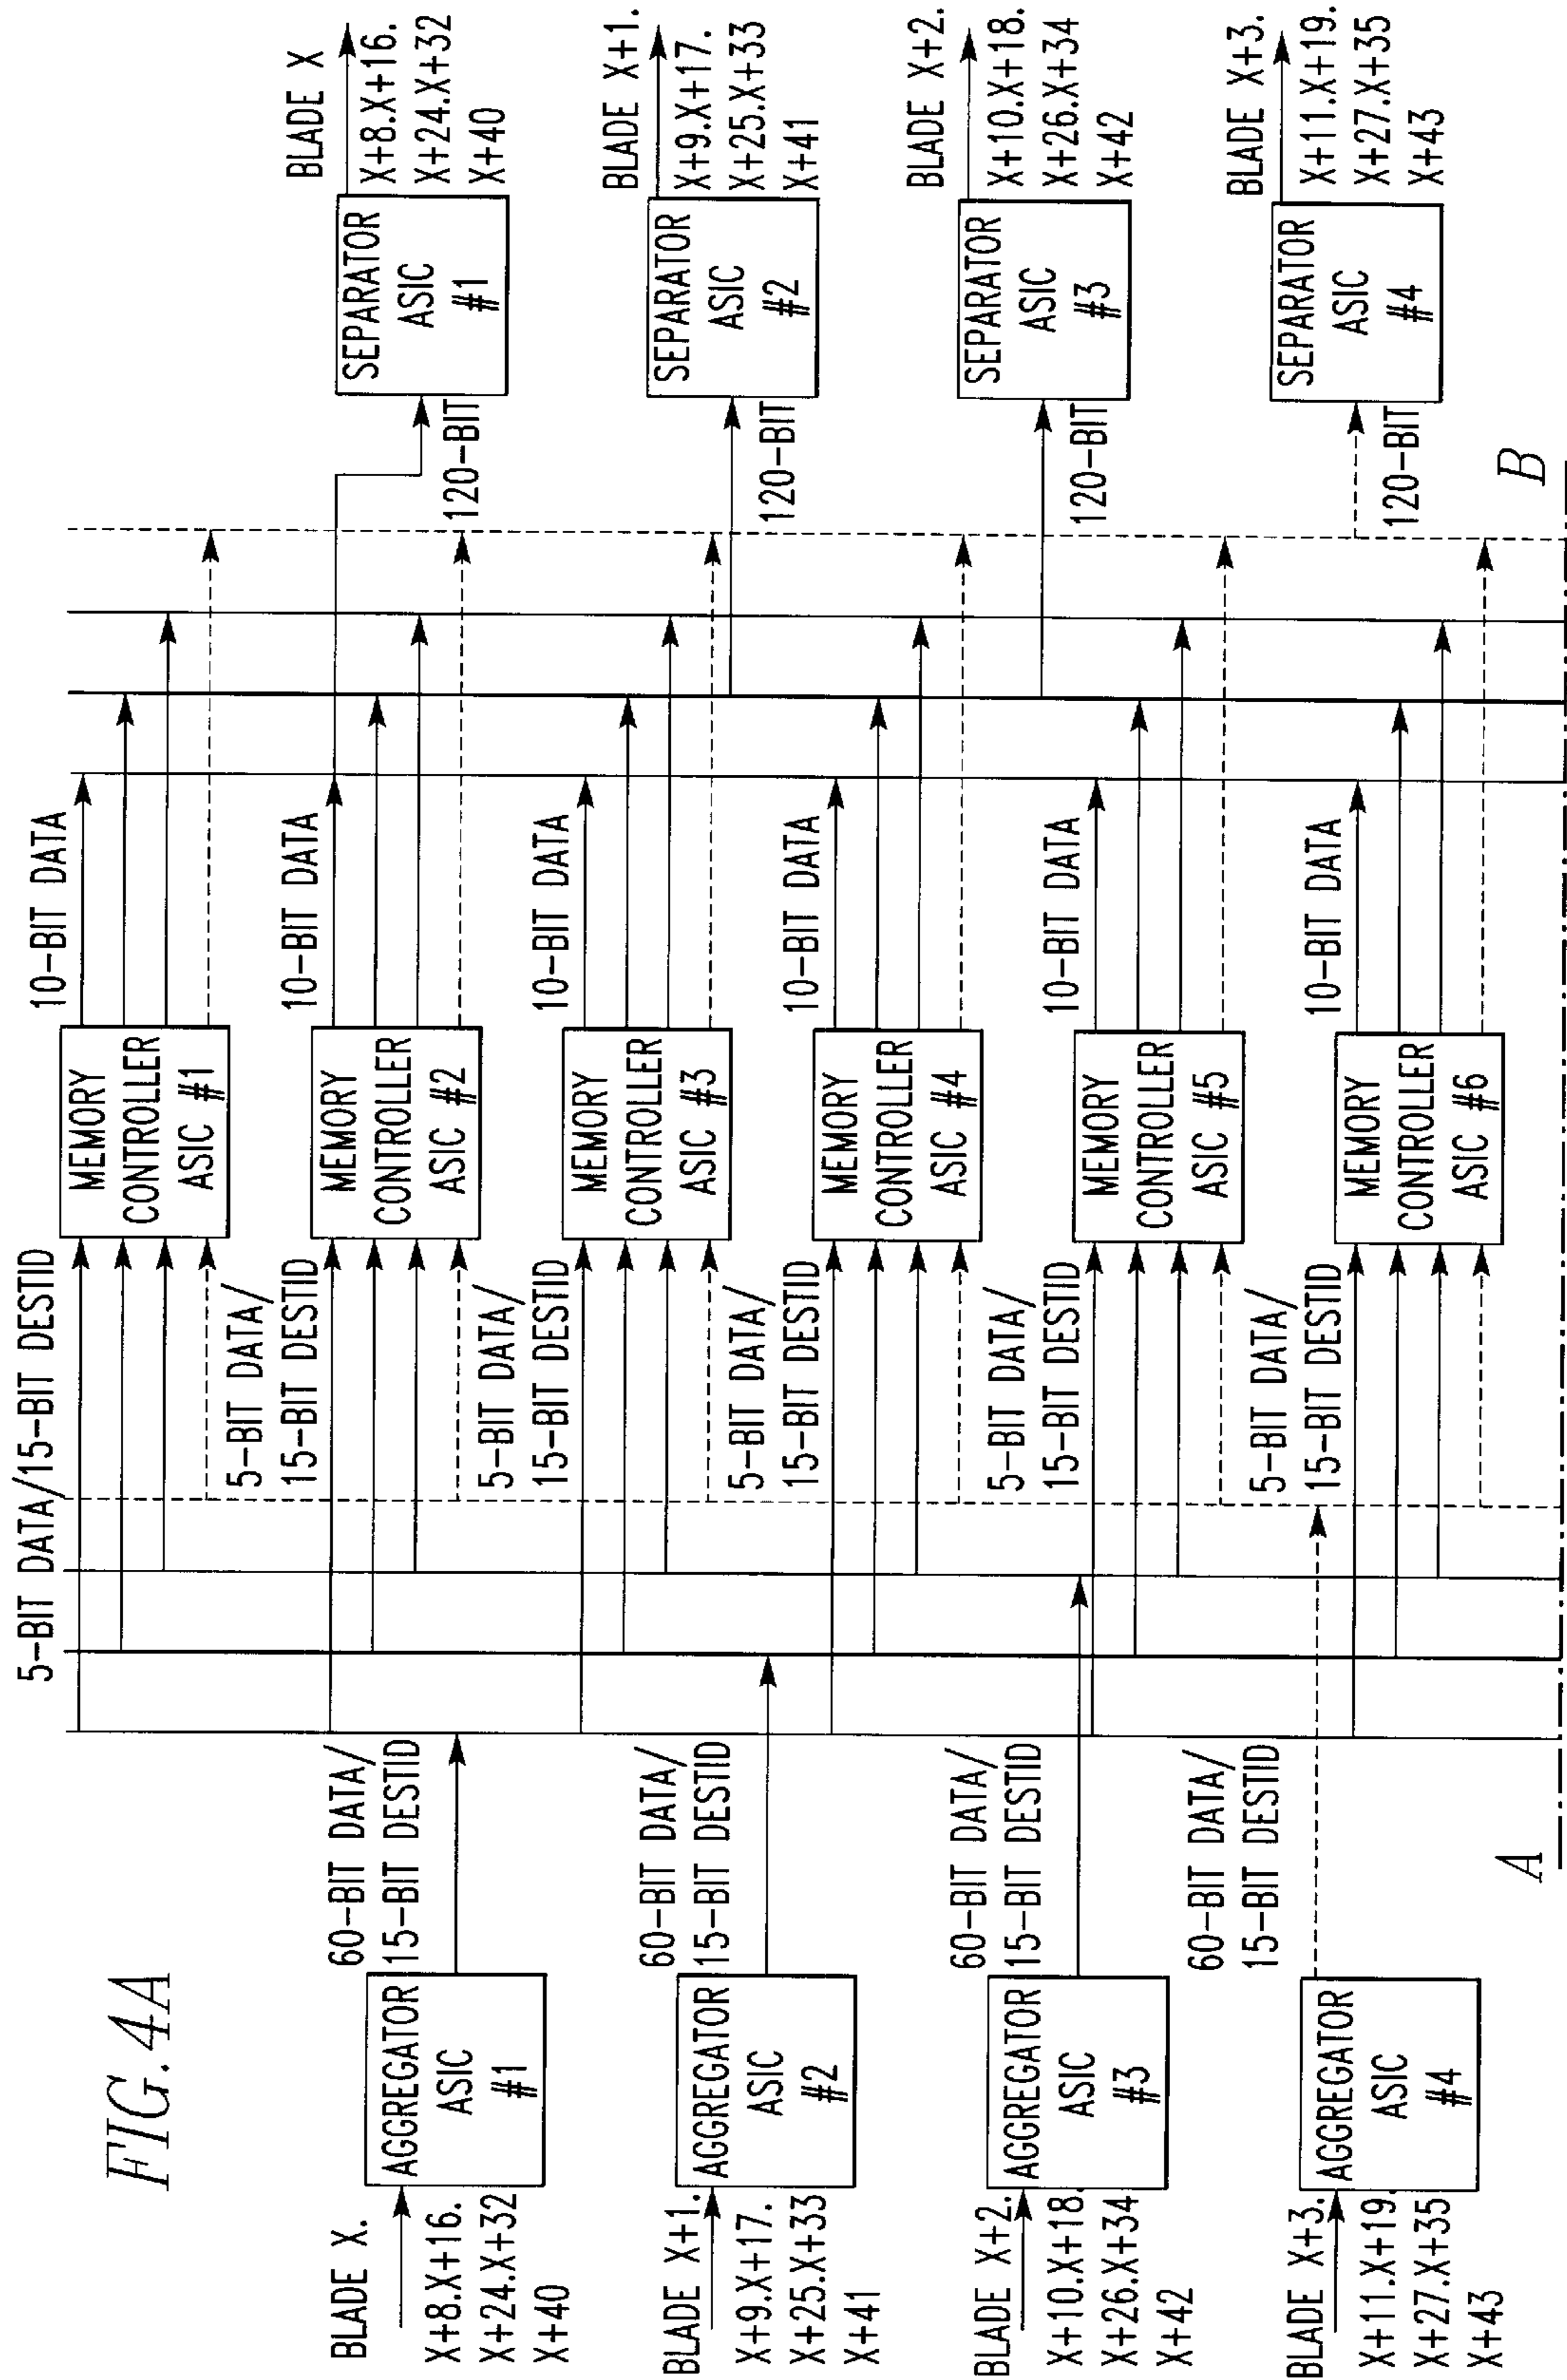 FIG. 4A
5-BIT DATA/15-BIT DESTID
BLADE X.
X+8.X+16.
X+24.X+32
X+40
AGGREGATOR
ASIC
#1
60-BIT DATA/
15-BIT DESTID
BLADE X+1.
X+9.X+17.
X+25.X+33
X+41
AGGREGATOR
ASIC
#2
60-BIT DATA/
15-BIT DESTID
BLADE X+2.
X+10.X+18.
X+26.X+34
X+42
AGGREGATOR
ASIC
#3
60-BIT DATA/
15-BIT DESTID
BLADE X+3.
X+11.X+19.
X+27.X+35
X+43
AGGREGATOR
ASIC
#4
60-BIT DATA/
15-BIT DESTID
MEMORY
CONTROLLER
ASIC #1
10-BIT DATA
5-BIT DATA/
15-BIT DESTID
MEMORY
CONTROLLER
ASIC #2
10-BIT DATA
5-BIT DATA/
15-BIT DESTID
MEMORY
CONTROLLER
ASIC #3
10-BIT DATA
5-BIT DATA/
15-BIT DESTID
MEMORY
CONTROLLER
ASIC #4
10-BIT DATA
5-BIT DATA/
15-BIT DESTID
MEMORY
CONTROLLER
ASIC #5
10-BIT DATA
5-BIT DATA/
15-BIT DESTID
MEMORY
CONTROLLER
ASIC #6
10-BIT DATA
120-BIT
SEPARATOR
ASIC
#1
BLADE X
X+8.X+16.
X+24.X+32
X+40
120-BIT
SEPARATOR
ASIC
#2
BLADE X+1.
X+9.X+17.
X+25.X+33
X+41
120-BIT
SEPARATOR
ASIC
#3
BLADE X+2.
X+10.X+18.
X+26.X+34
X+42
120-BIT
SEPARATOR
ASIC
#4
BLADE X+3.
X+11.X+19.
X+27.X+35
X+43
A
B